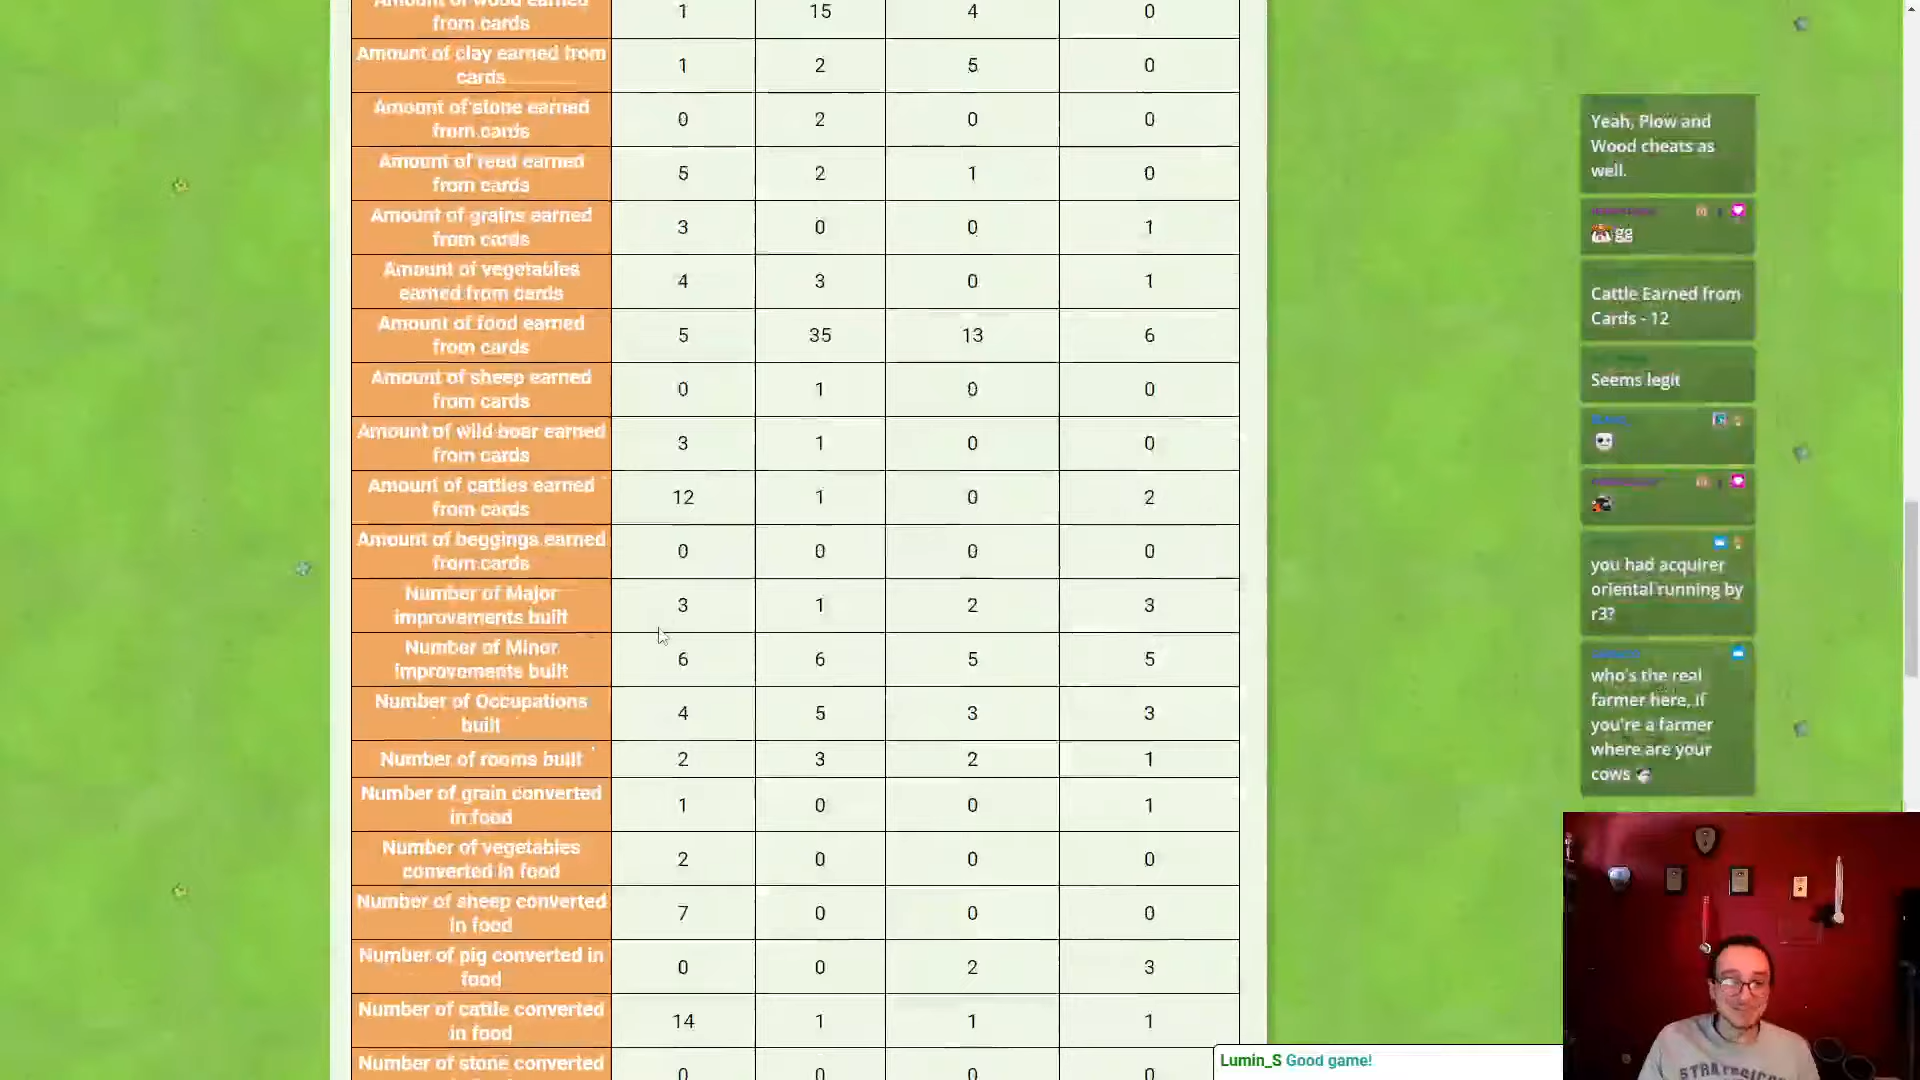 Amount of wood earned
from cards
1 15 4 0
Amount of clay earned from
cards
1 2 5 0
Amount of stone earned
from cards
0 2 0 0
Amount of reed earned
from cards
5 2 1 0
Amount of grains earned
from cards
3 0 0 1
Amount of vegetables
earned from cards
4 3 0 1
Amount of food earned
from cards
5 35 13 6
Amount of sheep earned
from cards
0 1 0 0
Amount of wild boar earned
from cards
3 1 0 0
Amount of cattles earned
from cards
12 1 0 2
Amount of beggings earned
from cards
0 0 0 0
Number of Major
improvements built
3 1 2 3
Number of Minor
improvements built
6 6 5 5
Number of Occupations
built
4 5 3 3
Number of rooms built
2 3 2 1
Number of grain converted
in food
1 0 0 1
Number of vegetables
converted in food
2 0 0 0
Number of sheep converted
in food
7 0 0 0
Number of pig converted in
food
0 0 2 3
Number of cattle converted
in food
14 1 1 1
Number of stone converted
0 0 0 0
Yeah, Plow and
Wood cheats as
well.
gg
Cattle Earned from
Cards - 12
Seems legit
you had acquirer
oriental running by
r3?
who's the real
farmer here, if
you're a farmer
where are your
cows
Lumin_S Good game!